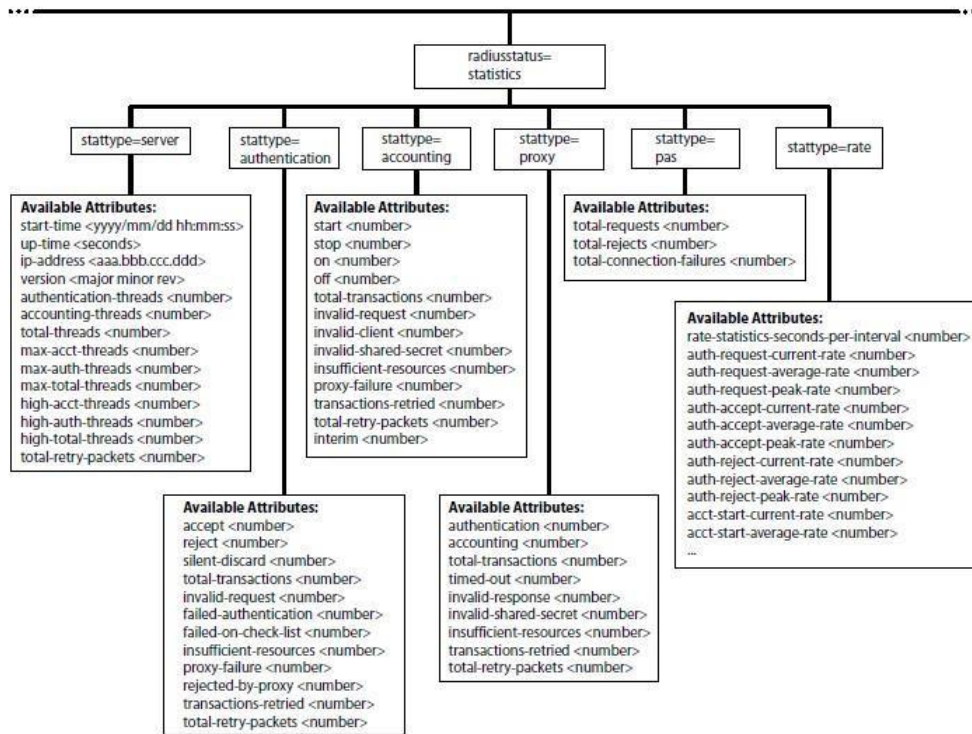 radiusstatus=
statistics
stattype=server
stattype=
authentication
stattype=
accounting
stattype=
proxy
stattype=
pas
stattype=rate
Available Attributes:
start-time <yyyy/mm/dd hh:mm:ss>
up-time <seconds>
ip-address <aaa.bbb.ccc.ddd>
version <major minor rev>
authentication-threads <number>
accounting-threads <number>
total-threads <number>
max-acct-threads <number>
max-auth-threads <number>
max-total-threads <number>
high-acct-threads <number>
high-auth-threads <number>
high-total-threads <number>
total-retry-packets <number>
Available Attributes:
start <number>
stop <number>
on <number>
off <number>
total-transactions <number>
invalid-request <number>
invalid-client <number>
invalid-shared-secret <number>
insufficient-resources <number>
proxy-failure <number>
transactions-retried <number>
total-retry-packets <number>
interim <number>
Available Attributes:
total-requests <number>
total-rejects <number>
total-connection-failures <number>
Available Attributes:
rate-statistics-seconds-per-interval <number>
auth-request-current-rate <number>
auth-request-average-rate <number>
auth-request-peak-rate <number>
auth-accept-current-rate <number>
auth-accept-average-rate <number>
auth-accept-peak-rate <number>
auth-reject-current-rate <number>
auth-reject-average-rate <number>
auth-reject-peak-rate <number>
acct-start-current-rate <number>
acct-start-average-rate <number>
...
Available Attributes:
accept <number>
reject <number>
silent-discard <number>
total-transactions <number>
invalid-request <number>
failed-authentication <number>
failed-on-check-list <number>
insufficient-resources <number>
proxy-failure <number>
rejected-by-proxy <number>
transactions-retried <number>
total-retry-packets <number>
Available Attributes:
authentication <number>
accounting <number>
total-transactions <number>
timed-out <number>
invalid-response <number>
invalid-shared-secret <number>
insufficient-resources <number>
transactions-retried <number>
total-retry-packets <number>